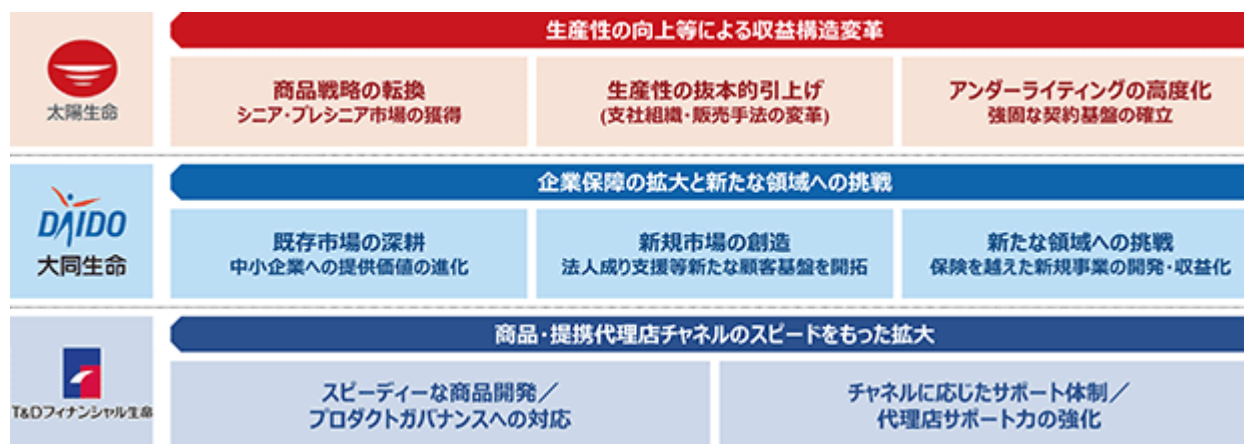 生産性の向上等による収益構造変革
太陽生命
商品戦略の転換
シニア・プレシニア市場の獲得
生産性の抜本的引上げ
(支社組織・販売手法の変革)
アンダーライティングの高度化
強固な契約基盤の確立
企業保障の拡大と新たな領域への挑戦
DAIDO
大同生命
既存市場の深耕
中小企業への提供価値の進化
新規市場の創造
法人成り支援等新たな顧客基盤を開拓
新たな領域への挑戦
保険を越えた新規事業の開発・収益化
商品・提携代理店チャネルのスピードをもった拡大
T&Dフィナンシャル生命
スピーディーな商品開発／
プロダクトガバナンスへの対応
チャネルに応じたサポート体制／
代理店サポート力の強化